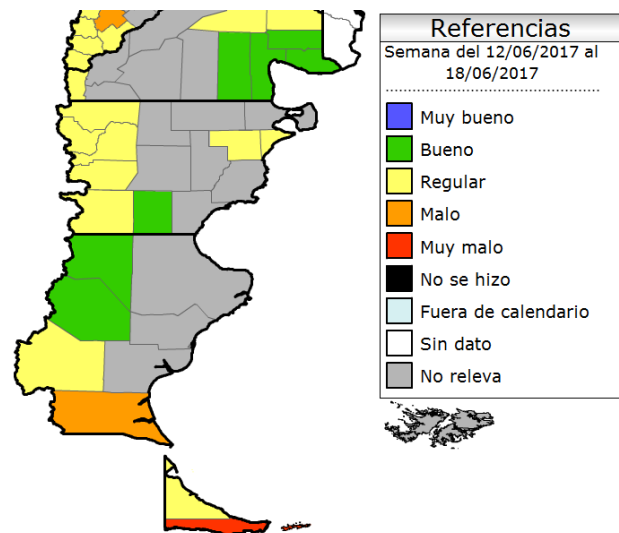 Referencias
Semana del 12/06/2017 al
18/06/2017
Muy bueno
Bueno
Regular
Malo
Muy malo
No se hizo
Fuera de calendario
Sin dato
No releva